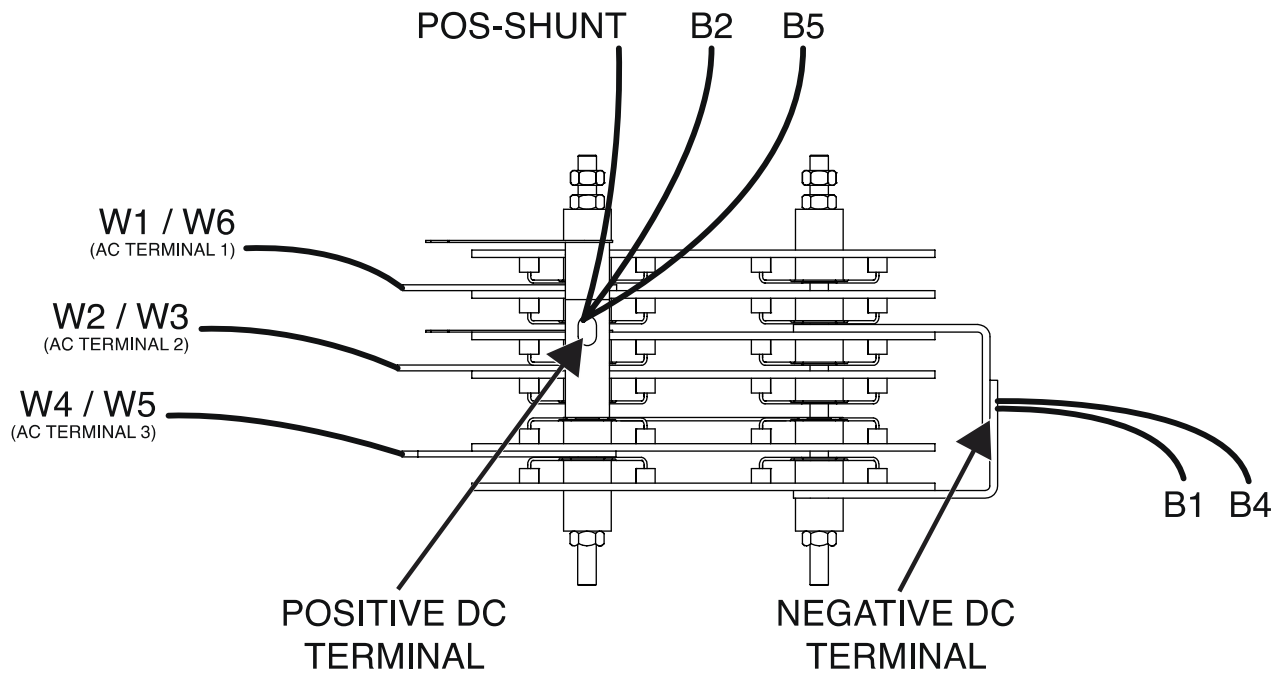 POS-SHUNT B2 B5
W1 / W6
(AC TERMINAL 1)
W2 / W3
(AC TERMINAL 2)
W4 / W5
(AC TERMINAL 3)
B1 B4
POSITIVE DC
TERMINAL
NEGATIVE DC
TERMINAL